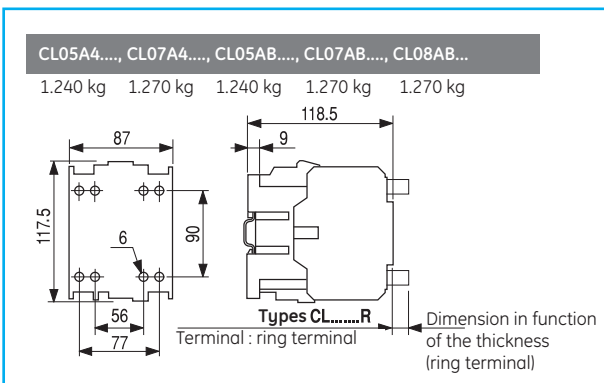 CL05A4...., CL07A4...., CL05AB...., CL07AB...., CL08AB...
1.240 kg 1.270 kg 1.240 kg 1.270 kg 1.270 kg
118.5
87
9
117.5
6
90
56
77
Types CL.......R
Terminal : ring terminal
Dimension in function
of the thickness
(ring terminal)